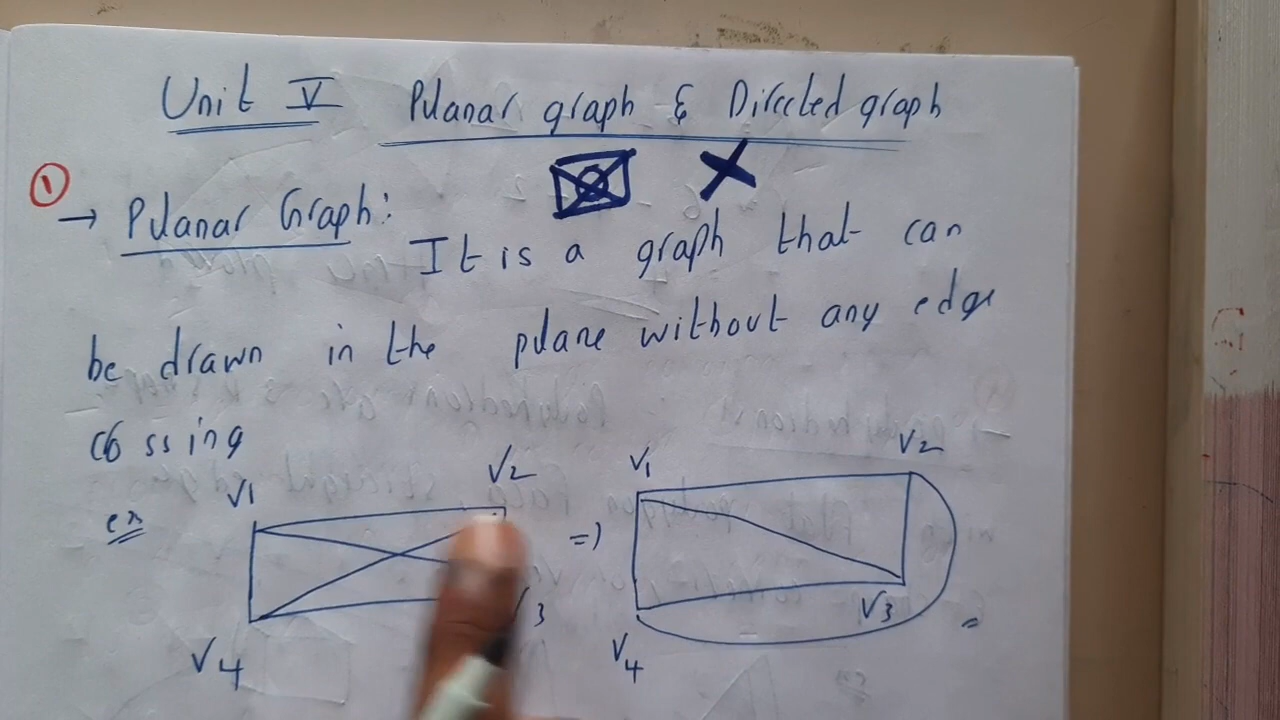 Unit V Planar graph & Directed graph
①
→ Planar Graph:
It is a graph that can
be drawn in the plane without any edge
crossing
ex
V1 V2 => V1 V2
V4 V3 V4 V3 =